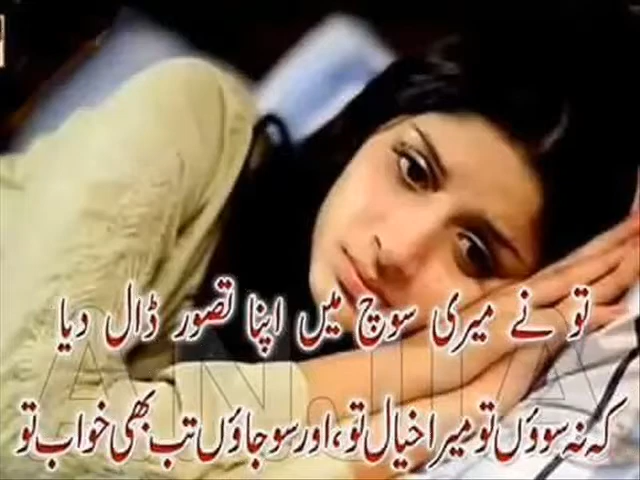 تو نے میری سوچ میں اپنا تصور ڈال دیا
کہ نہ سوؤں تو میرا خیال تو، اور سو جاؤں تب بھی خواب تو